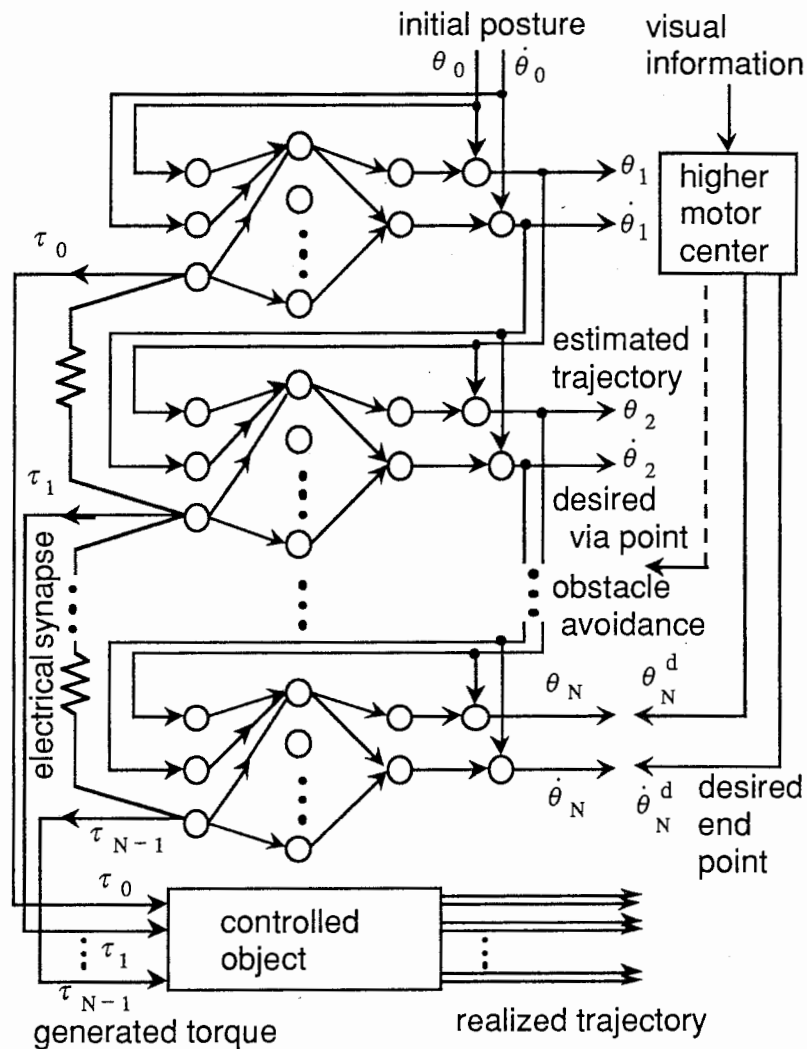 initial posture
θ0 θ̇0
visual
information
θ1
θ̇1
higher
motor
center
τ0
estimated
trajectory
θ2
θ̇2
τ1
desired
via point
electrical synapse
obstacle
avoidance
θN
θN^d
θ̇N
θ̇N^d
desired
end
point
τN-1
τ0
controlled
object
τ1
τN-1
generated torque
realized trajectory